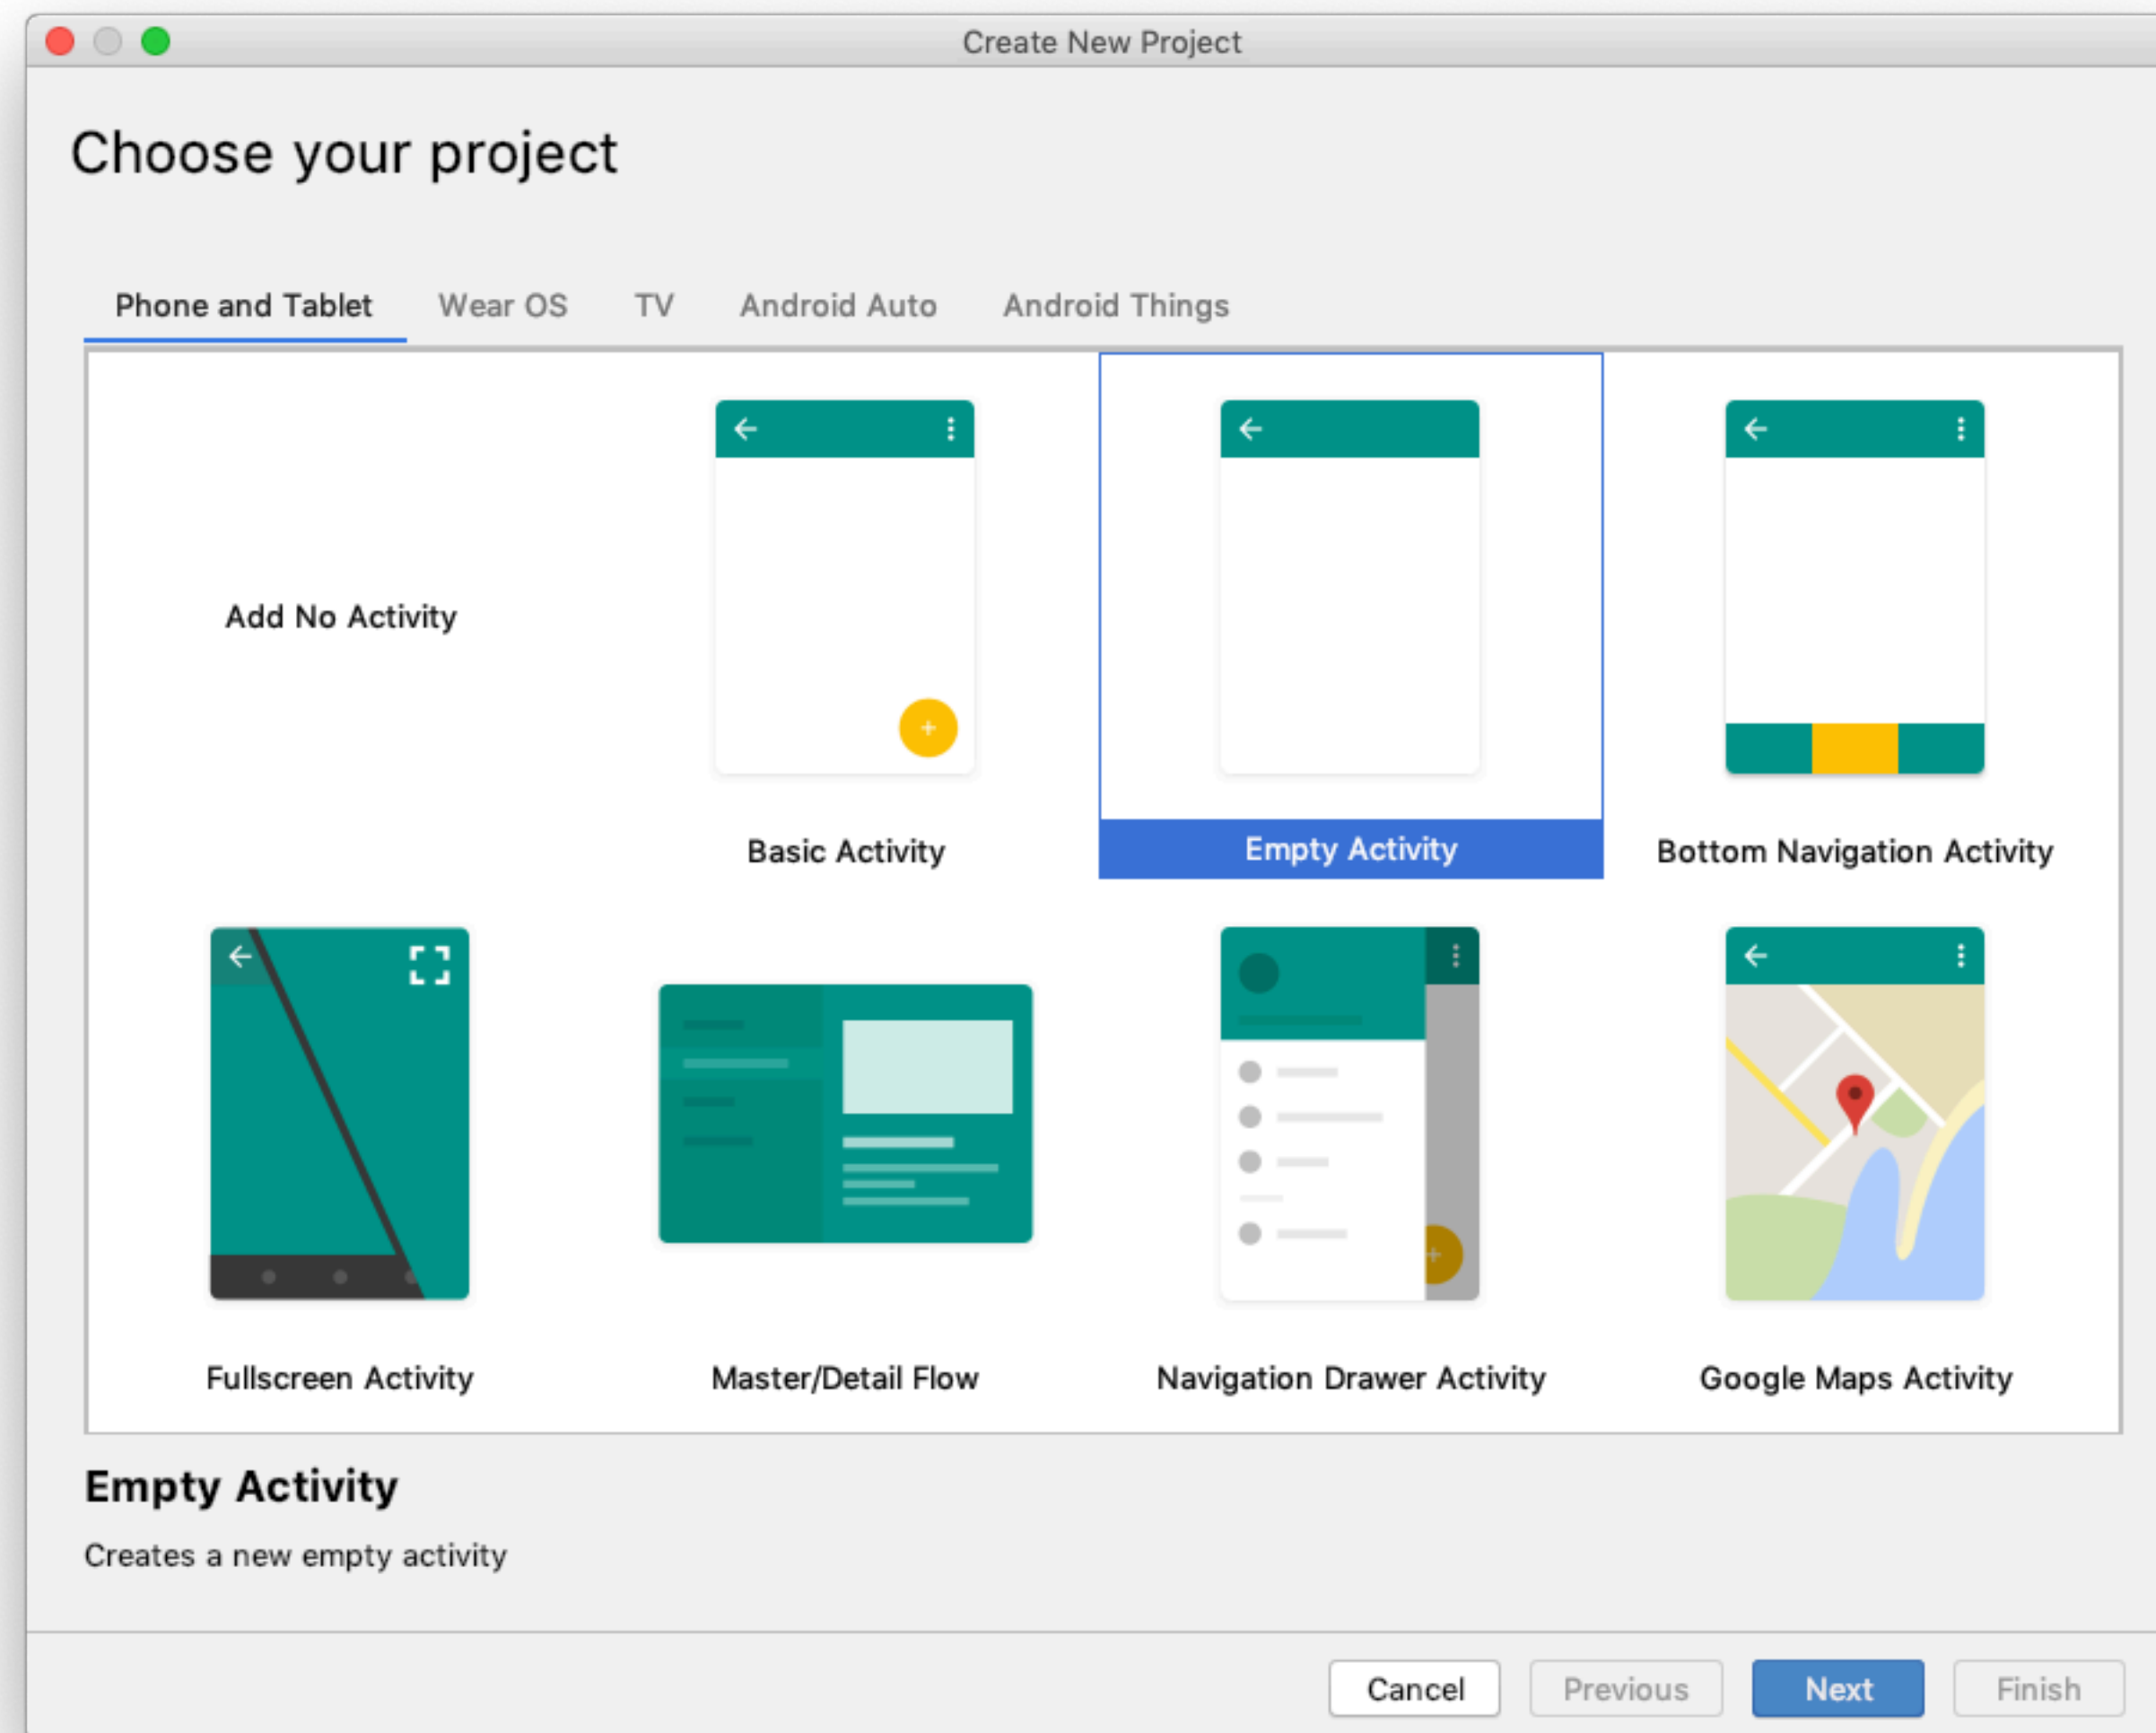 Create New Project
Choose your project
Phone and Tablet Wear OS TV Android Auto Android Things
Add No Activity
Basic Activity
Empty Activity
Bottom Navigation Activity
Fullscreen Activity
Master/Detail Flow
Navigation Drawer Activity
Google Maps Activity
Empty Activity
Creates a new empty activity
Cancel Previous Next Finish